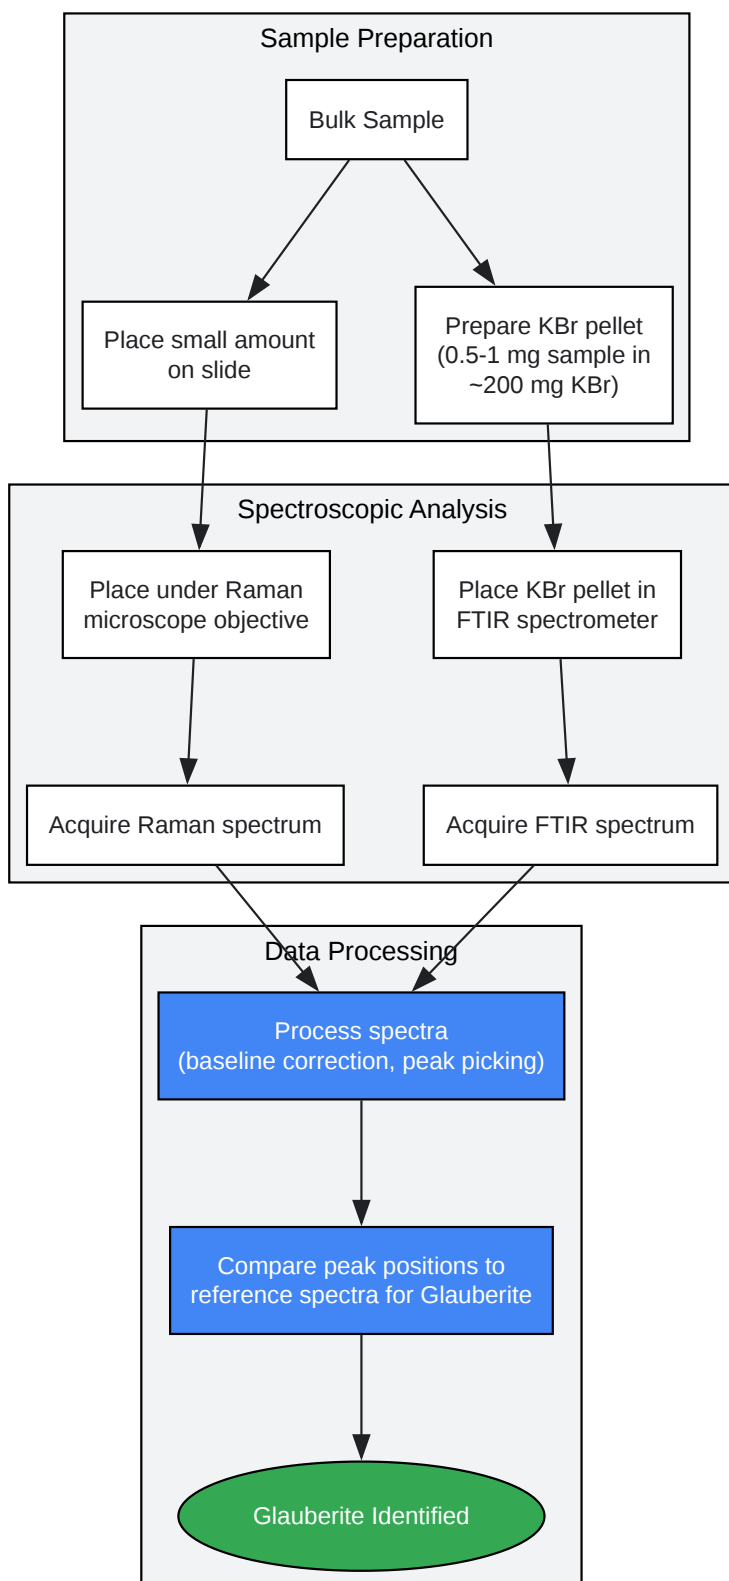 Sample Preparation
Bulk Sample
Place small amount
on slide
Prepare KBr pellet
(0.5-1 mg sample in
~200 mg KBr)
Spectroscopic Analysis
Place under Raman
microscope objective
Place KBr pellet in
FTIR spectrometer
Acquire Raman spectrum
Acquire FTIR spectrum
Data Processing
Process spectra
(baseline correction, peak picking)
Compare peak positions to
reference spectra for Glauberite
Glauberite Identified